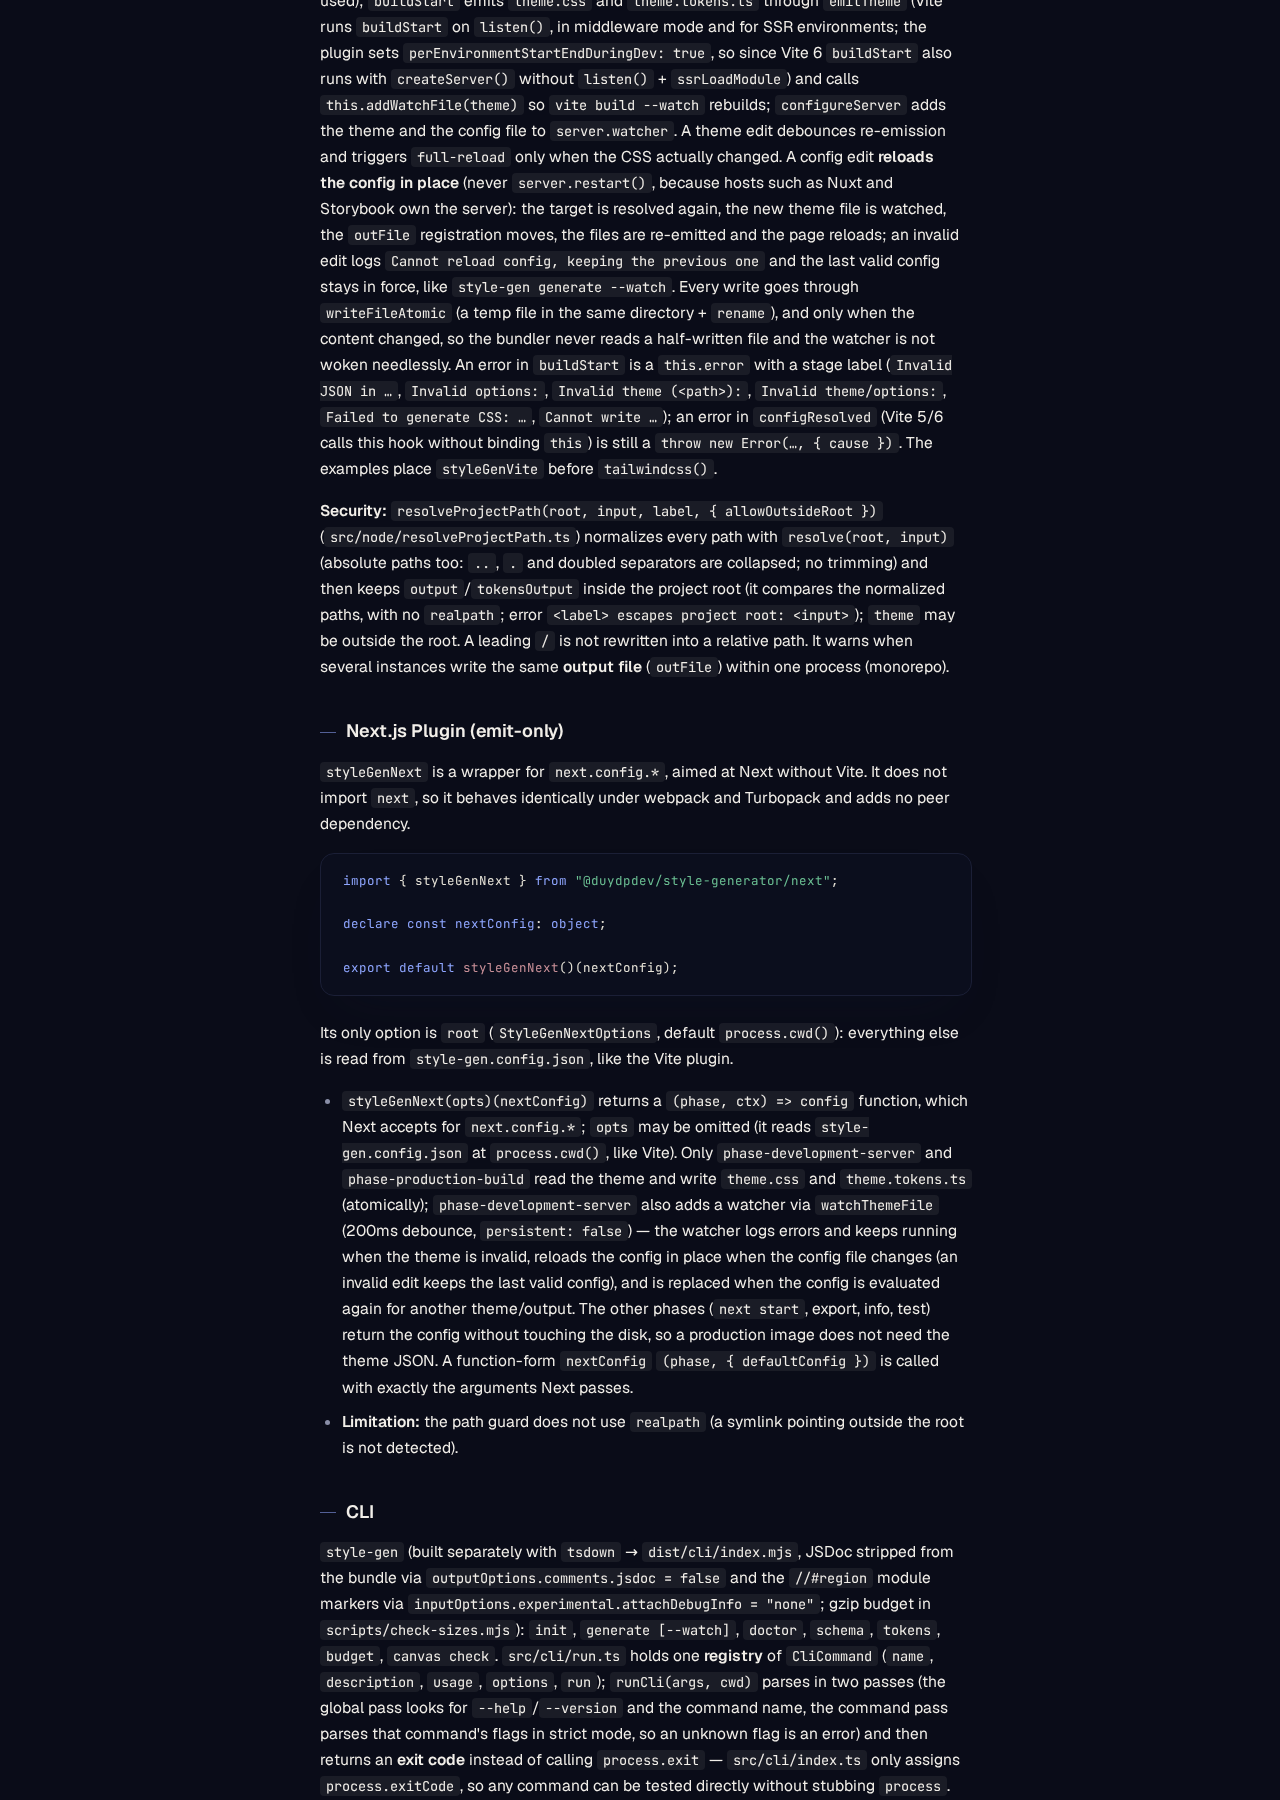 used), buildStart emits theme.css and theme.tokens.ts through emitTheme (Vite
runs buildStart on listen(), in middleware mode and for SSR environments; the
plugin sets perEnvironmentStartEndDuringDev: true, so since Vite 6 buildStart also
runs with createServer() without listen() + ssrLoadModule) and calls
this.addWatchFile(theme) so vite build --watch rebuilds; configureServer adds
the theme and the config file to server.watcher. A theme edit debounces re-emission
and triggers full-reload only when the CSS actually changed. A config edit reloads
the config in place (never server.restart(), because hosts such as Nuxt and
Storybook own the server): the target is resolved again, the new theme file is watched,
the outFile registration moves, the files are re-emitted and the page reloads; an invalid
edit logs Cannot reload config, keeping the previous one and the last valid config
stays in force, like style-gen generate --watch. Every write goes through
writeFileAtomic (a temp file in the same directory + rename), and only when the
content changed, so the bundler never reads a half-written file and the watcher is not
woken needlessly. An error in buildStart is a this.error with a stage label (Invalid
JSON in …, Invalid options:, Invalid theme (<path>):, Invalid theme/options:,
Failed to generate CSS: …, Cannot write …); an error in configResolved (Vite 5/6
calls this hook without binding this) is still a throw new Error(…, { cause }). The
examples place styleGenVite before tailwindcss().
Security: resolveProjectPath(root, input, label, { allowOutsideRoot })
(src/node/resolveProjectPath.ts) normalizes every path with resolve(root, input)
(absolute paths too: .., . and doubled separators are collapsed; no trimming) and
then keeps output/tokensOutput inside the project root (it compares the normalized
paths, with no realpath; error <label> escapes project root: <input>); theme may
be outside the root. A leading / is not rewritten into a relative path. It warns when
several instances write the same output file (outFile) within one process (monorepo).
— Next.js Plugin (emit-only)
styleGenNext is a wrapper for next.config.*, aimed at Next without Vite. It does not
import next, so it behaves identically under webpack and Turbopack and adds no peer
dependency.
import { styleGenNext } from "@duydpdev/style-generator/next";
declare const nextConfig: object;
export default styleGenNext()(nextConfig);
Its only option is root (StyleGenNextOptions, default process.cwd()): everything else
is read from style-gen.config.json, like the Vite plugin.
• styleGenNext(opts)(nextConfig) returns a (phase, ctx) => config function, which
Next accepts for next.config.*; opts may be omitted (it reads style-
gen.config.json at process.cwd(), like Vite). Only phase-development-server and
phase-production-build read the theme and write theme.css and theme.tokens.ts
(atomically); phase-development-server also adds a watcher via watchThemeFile
(200ms debounce, persistent: false) — the watcher logs errors and keeps running
when the theme is invalid, reloads the config in place when the config file changes (an
invalid edit keeps the last valid config), and is replaced when the config is evaluated
again for another theme/output. The other phases (next start, export, info, test)
return the config without touching the disk, so a production image does not need the
theme JSON. A function-form nextConfig (phase, { defaultConfig }) is called
with exactly the arguments Next passes.
• Limitation: the path guard does not use realpath (a symlink pointing outside the root
is not detected).
— CLI
style-gen (built separately with tsdown → dist/cli/index.mjs, JSDoc stripped from
the bundle via outputOptions.comments.jsdoc = false and the //#region module
markers via inputOptions.experimental.attachDebugInfo = "none"; gzip budget in
scripts/check-sizes.mjs): init, generate [--watch], doctor, schema, tokens,
budget, canvas check. src/cli/run.ts holds one registry of CliCommand (name,
description, usage, options, run); runCli(args, cwd) parses in two passes (the
global pass looks for --help/--version and the command name, the command pass
parses that command's flags in strict mode, so an unknown flag is an error) and then
returns an exit code instead of calling process.exit — src/cli/index.ts only assigns
process.exitCode, so any command can be tested directly without stubbing process.